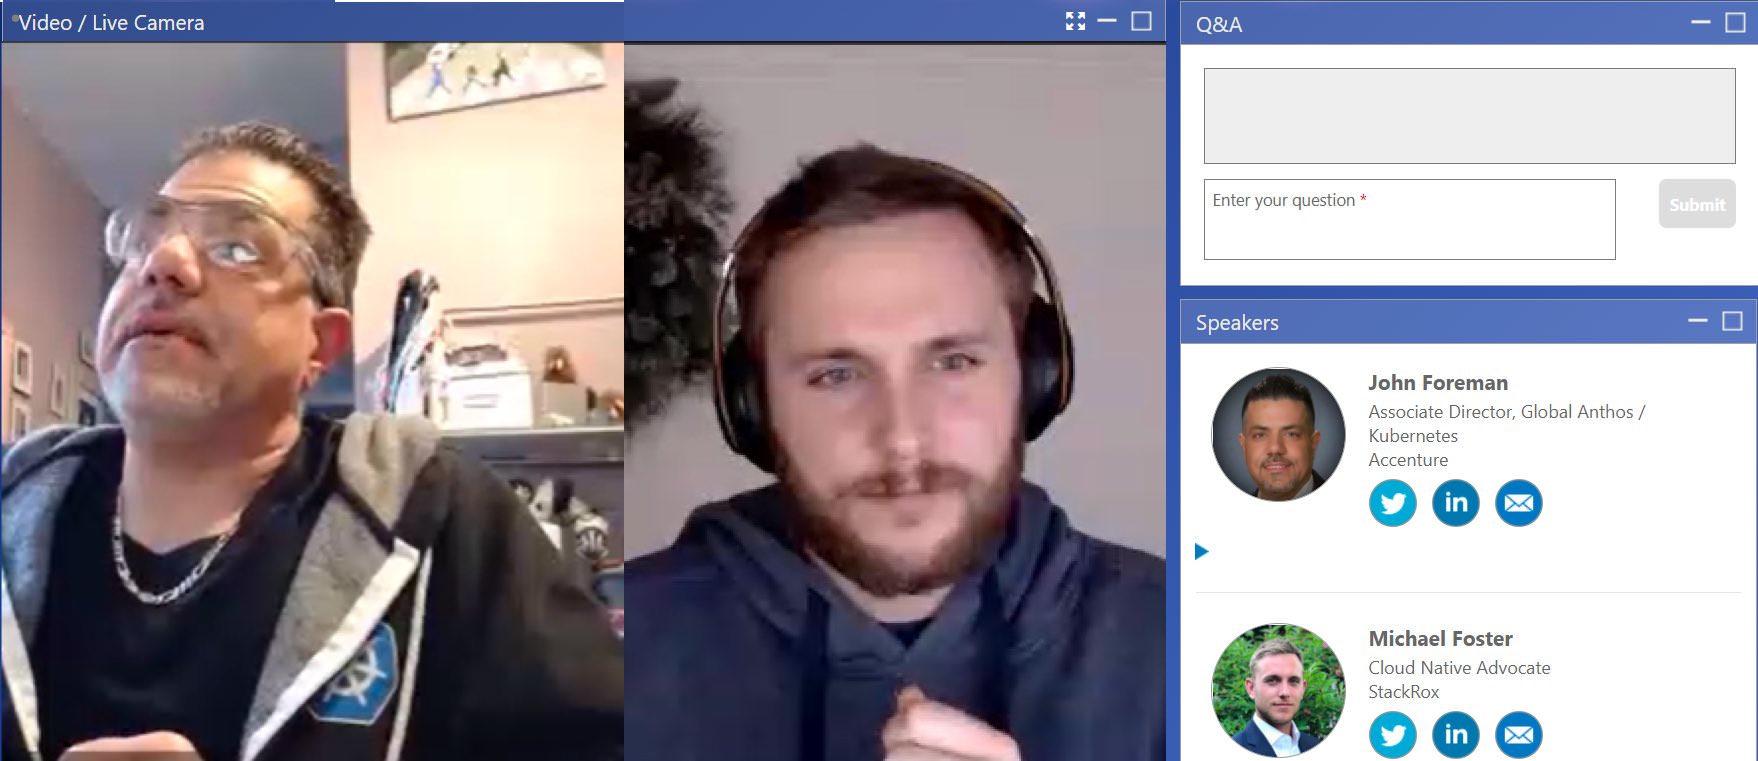 Video / Live Camera
Q&A
Enter your question *
Submit
Speakers
John Foreman
Associate Director, Global Anthos /
Kubernetes
Accenture
in
Michael Foster
Cloud Native Advocate
StackRox
in